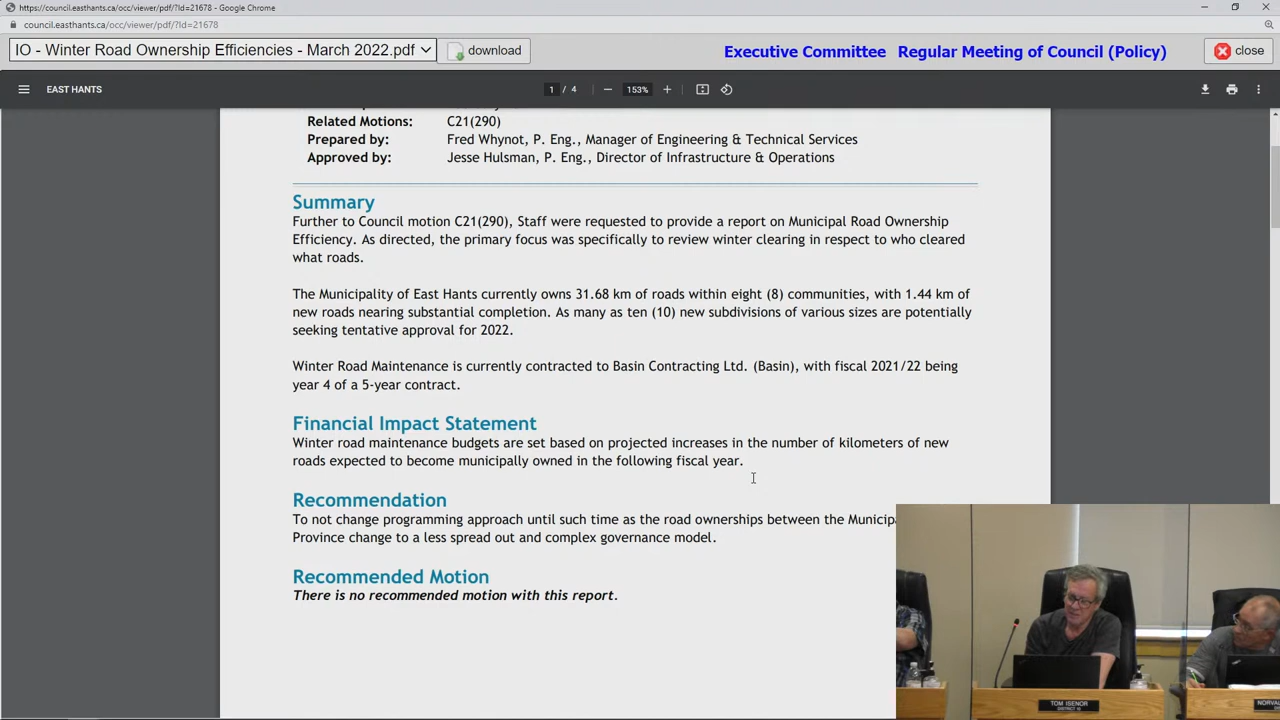 https://council.easthants.ca/occ/viewer/pdf/?Id=21678 - Google Chrome
council.easthants.ca/occ/viewer/pdf/?Id=21678
IO - Winter Road Ownership Efficiencies - March 2022.pdf download Executive Committee Regular Meeting of Council (Policy) close
EAST HANTS 1 / 4 153%
Related Motions: C21(290)
Prepared by: Fred Whynot, P. Eng., Manager of Engineering & Technical Services
Approved by: Jesse Hulsman, P. Eng., Director of Infrastructure & Operations
Summary
Further to Council motion C21(290), Staff were requested to provide a report on Municipal Road Ownership
Efficiency. As directed, the primary focus was specifically to review winter clearing in respect to who cleared
what roads.
The Municipality of East Hants currently owns 31.68 km of roads within eight (8) communities, with 1.44 km of
new roads nearing substantial completion. As many as ten (10) new subdivisions of various sizes are potentially
seeking tentative approval for 2022.
Winter Road Maintenance is currently contracted to Basin Contracting Ltd. (Basin), with fiscal 2021/22 being
year 4 of a 5-year contract.
Financial Impact Statement
Winter road maintenance budgets are set based on projected increases in the number of kilometers of new
roads expected to become municipally owned in the following fiscal year.
Recommendation
To not change programming approach until such time as the road ownerships between the Municipa
Province change to a less spread out and complex governance model.
Recommended Motion
There is no recommended motion with this report.
TOM ISENOR
DISTRICT 10
NORVA